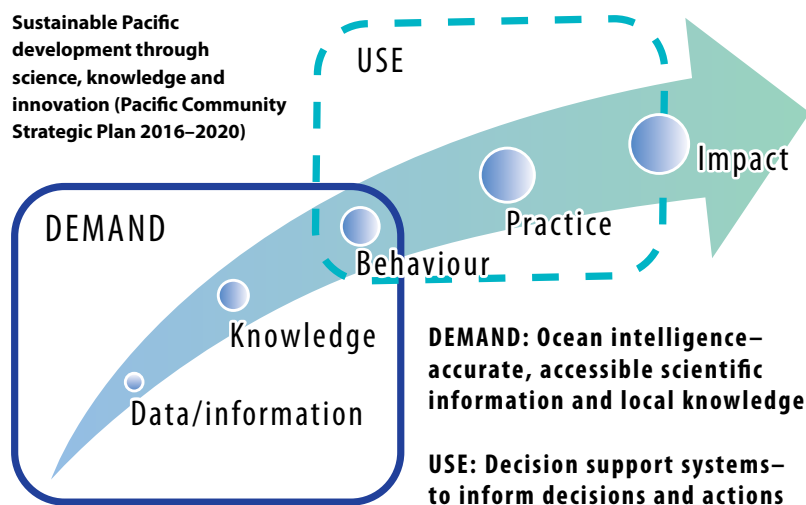 Sustainable Pacific
development through
science, knowledge and
innovation (Pacific Community
Strategic Plan 2016–2020)
USE
Impact
Practice
DEMAND
Behaviour
Knowledge
Data/information
DEMAND: Ocean intelligence–
accurate, accessible scientific
information and local knowledge
USE: Decision support systems–
to inform decisions and actions